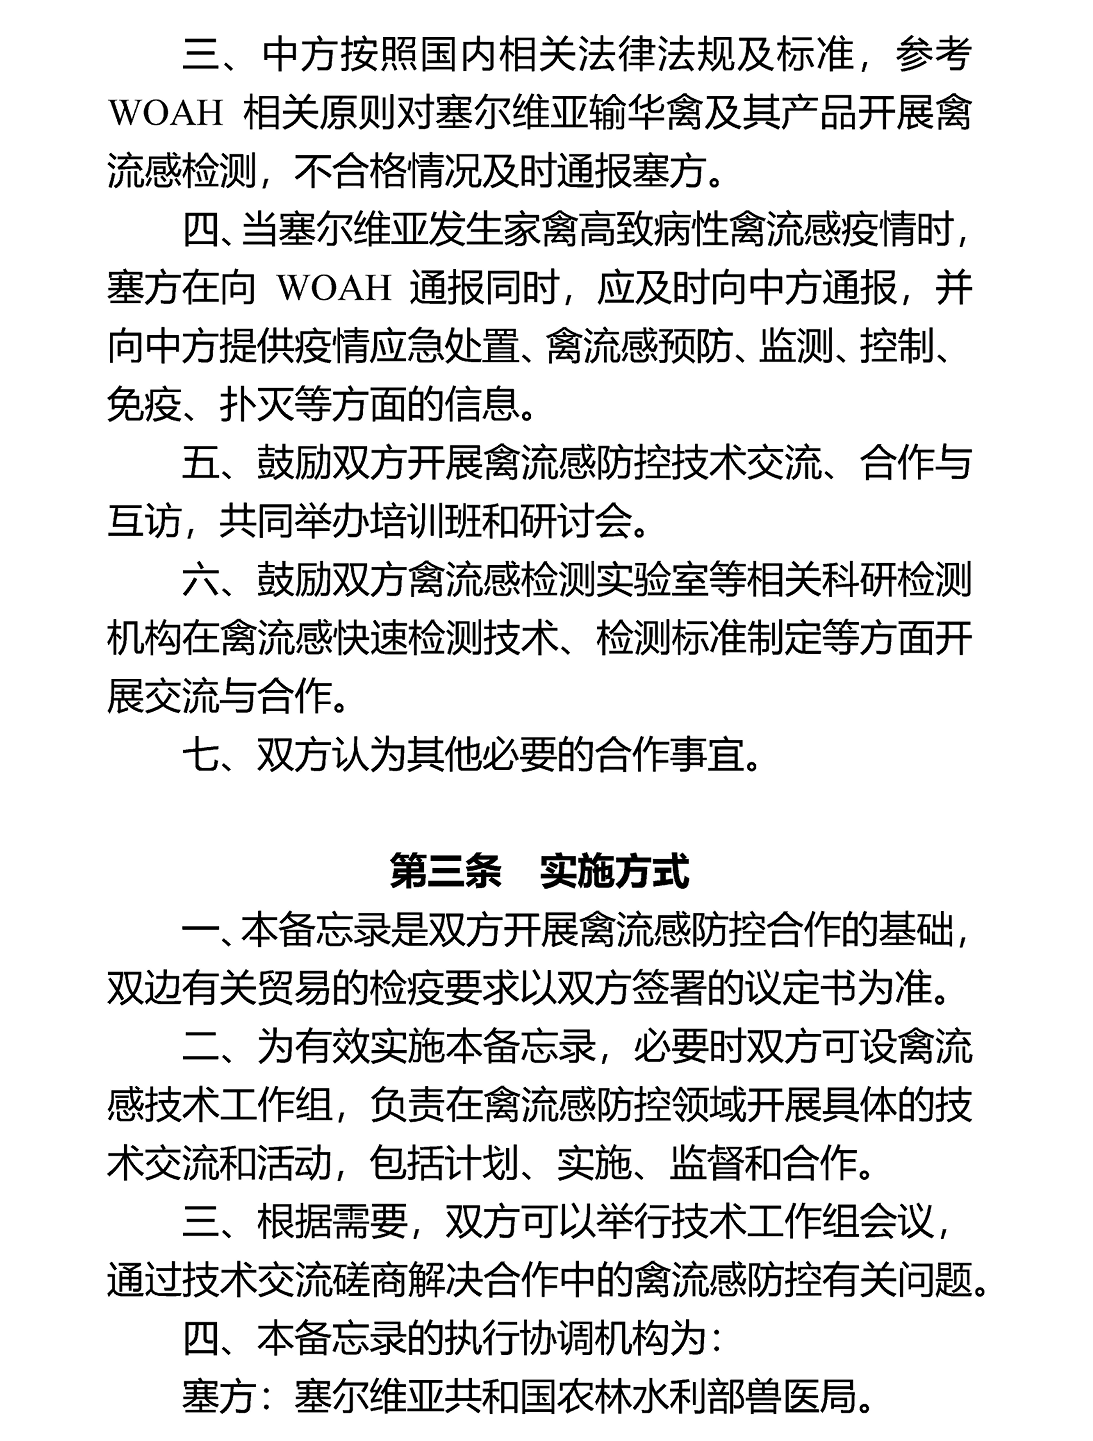 三、中方按照国内相关法律法规及标准，参考
WOAH 相关原则对塞尔维亚输华禽及其产品开展禽
流感检测，不合格情况及时通报塞方。
四、当塞尔维亚发生家禽高致病性禽流感疫情时，
塞方在向 WOAH 通报同时，应及时向中方通报，并
向中方提供疫情应急处置、禽流感预防、监测、控制、
免疫、扑灭等方面的信息。
五、鼓励双方开展禽流感防控技术交流、合作与
互访，共同举办培训班和研讨会。
六、鼓励双方禽流感检测实验室等相关科研检测
机构在禽流感快速检测技术、检测标准制定等方面开
展交流与合作。
七、双方认为其他必要的合作事宜。
第三条　实施方式
一、本备忘录是双方开展禽流感防控合作的基础，
双边有关贸易的检疫要求以双方签署的议定书为准。
二、为有效实施本备忘录，必要时双方可设禽流
感技术工作组，负责在禽流感防控领域开展具体的技
术交流和活动，包括计划、实施、监督和合作。
三、根据需要，双方可以举行技术工作组会议，
通过技术交流磋商解决合作中的禽流感防控有关问题。
四、本备忘录的执行协调机构为：
塞方：塞尔维亚共和国农林水利部兽医局。